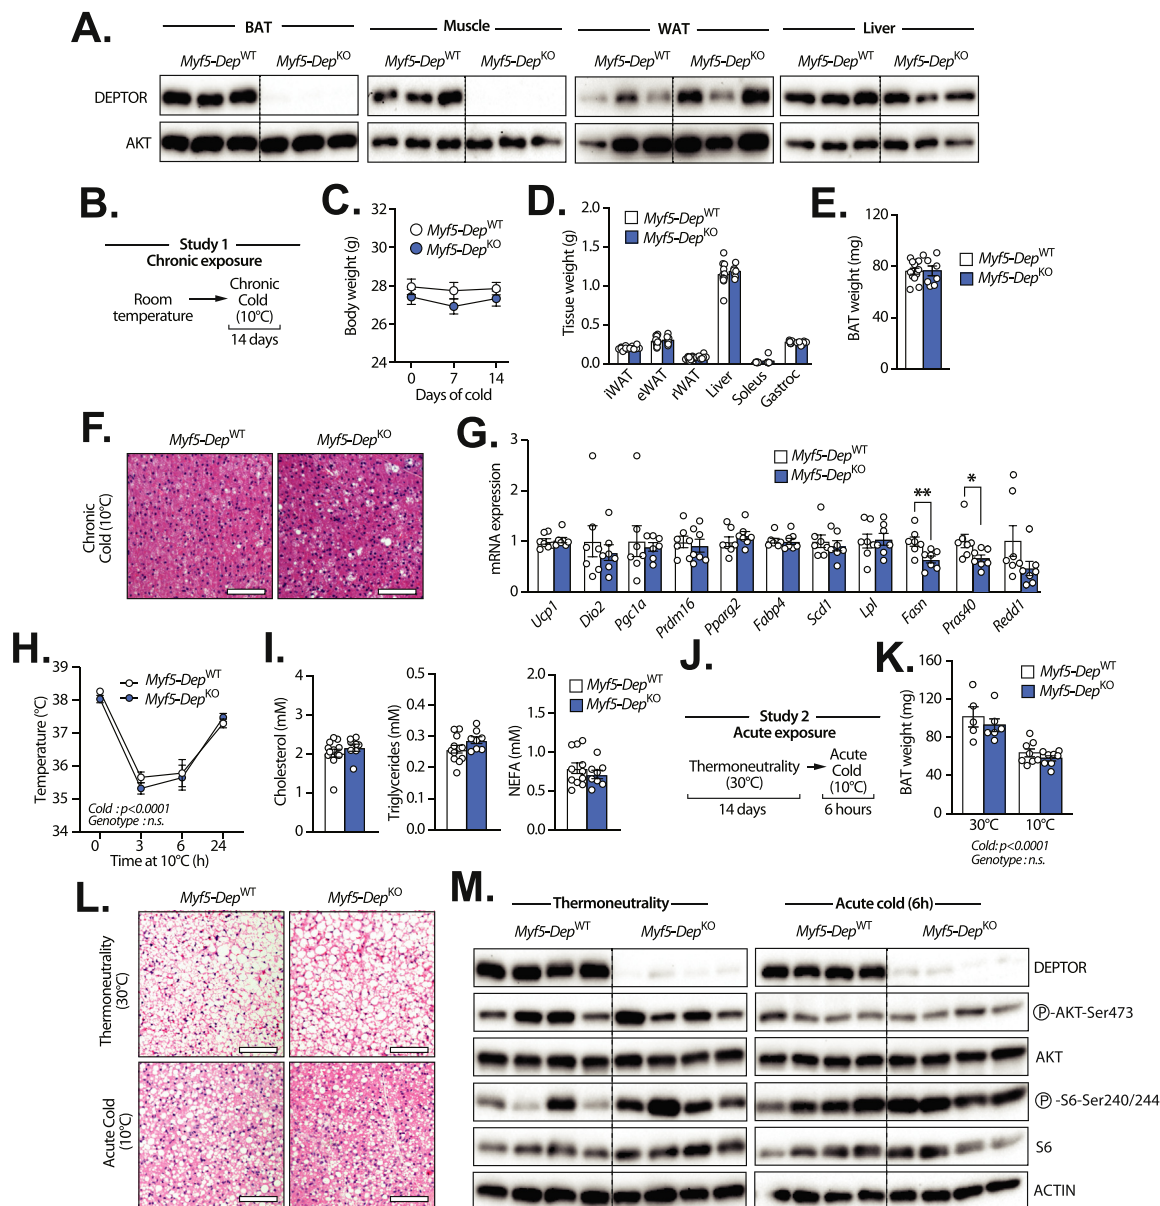 A.
BAT
Muscle
WAT
Liver
Myf5-Dep^WT Myf5-Dep^KO
Myf5-Dep^WT Myf5-Dep^KO
Myf5-Dep^WT Myf5-Dep^KO
Myf5-Dep^WT Myf5-Dep^KO
DEPTOR
AKT
B.
Study 1
Chronic exposure
Room
temperature
Chronic
Cold
(10°C)
14 days
C.
Body weight (g)
32
30
28
26
24
Myf5-Dep^WT
Myf5-Dep^KO
0 7 14
Days of cold
D.
Tissue weight (g)
2.0
1.5
1.0
0.5
0.0
Myf5-Dep^WT
Myf5-Dep^KO
iWAT eWAT rWAT Liver Soleus Gastroc
E.
BAT weight (mg)
120
80
40
0
Myf5-Dep^WT
Myf5-Dep^KO
F.
Myf5-Dep^WT Myf5-Dep^KO
Chronic
Cold (10°C)
G.
mRNA expression
3
2
1
0
Myf5-Dep^WT
Myf5-Dep^KO
** *
Ucp1 Dio2 Pgc1a Prdm16 Pparg2 Fabp4 Scd1 Lpl Fasn Pras40 Redd1
H.
Temperature (°C)
39
38
37
36
35
34
Myf5-Dep^WT
Myf5-Dep^KO
Cold : p<0.0001
Genotype : n.s.
0 3 6 24
Time at 10°C (h)
I.
Cholesterol (mM)
4
3
2
1
0
Triglycerides (mM)
0.5
0.4
0.3
0.2
0.1
0.0
NEFA (mM)
2.0
1.5
1.0
0.5
0.0
Myf5-Dep^WT
Myf5-Dep^KO
J.
Study 2
Acute exposure
Thermoneutrality
(30°C)
14 days
Acute
Cold
(10°C)
6 hours
K.
BAT weight (mg)
160
120
80
40
0
Myf5-Dep^WT
Myf5-Dep^KO
30°C 10°C
Cold: p<0.0001
Genotype : n.s.
L.
Myf5-Dep^WT Myf5-Dep^KO
Thermoneutrality
(30°C)
Acute Cold
(10°C)
M.
Thermoneutrality
Acute cold (6h)
Myf5-Dep^WT Myf5-Dep^KO
Myf5-Dep^WT Myf5-Dep^KO
DEPTOR
Ⓟ-AKT-Ser473
AKT
Ⓟ-S6-Ser240/244
S6
ACTIN